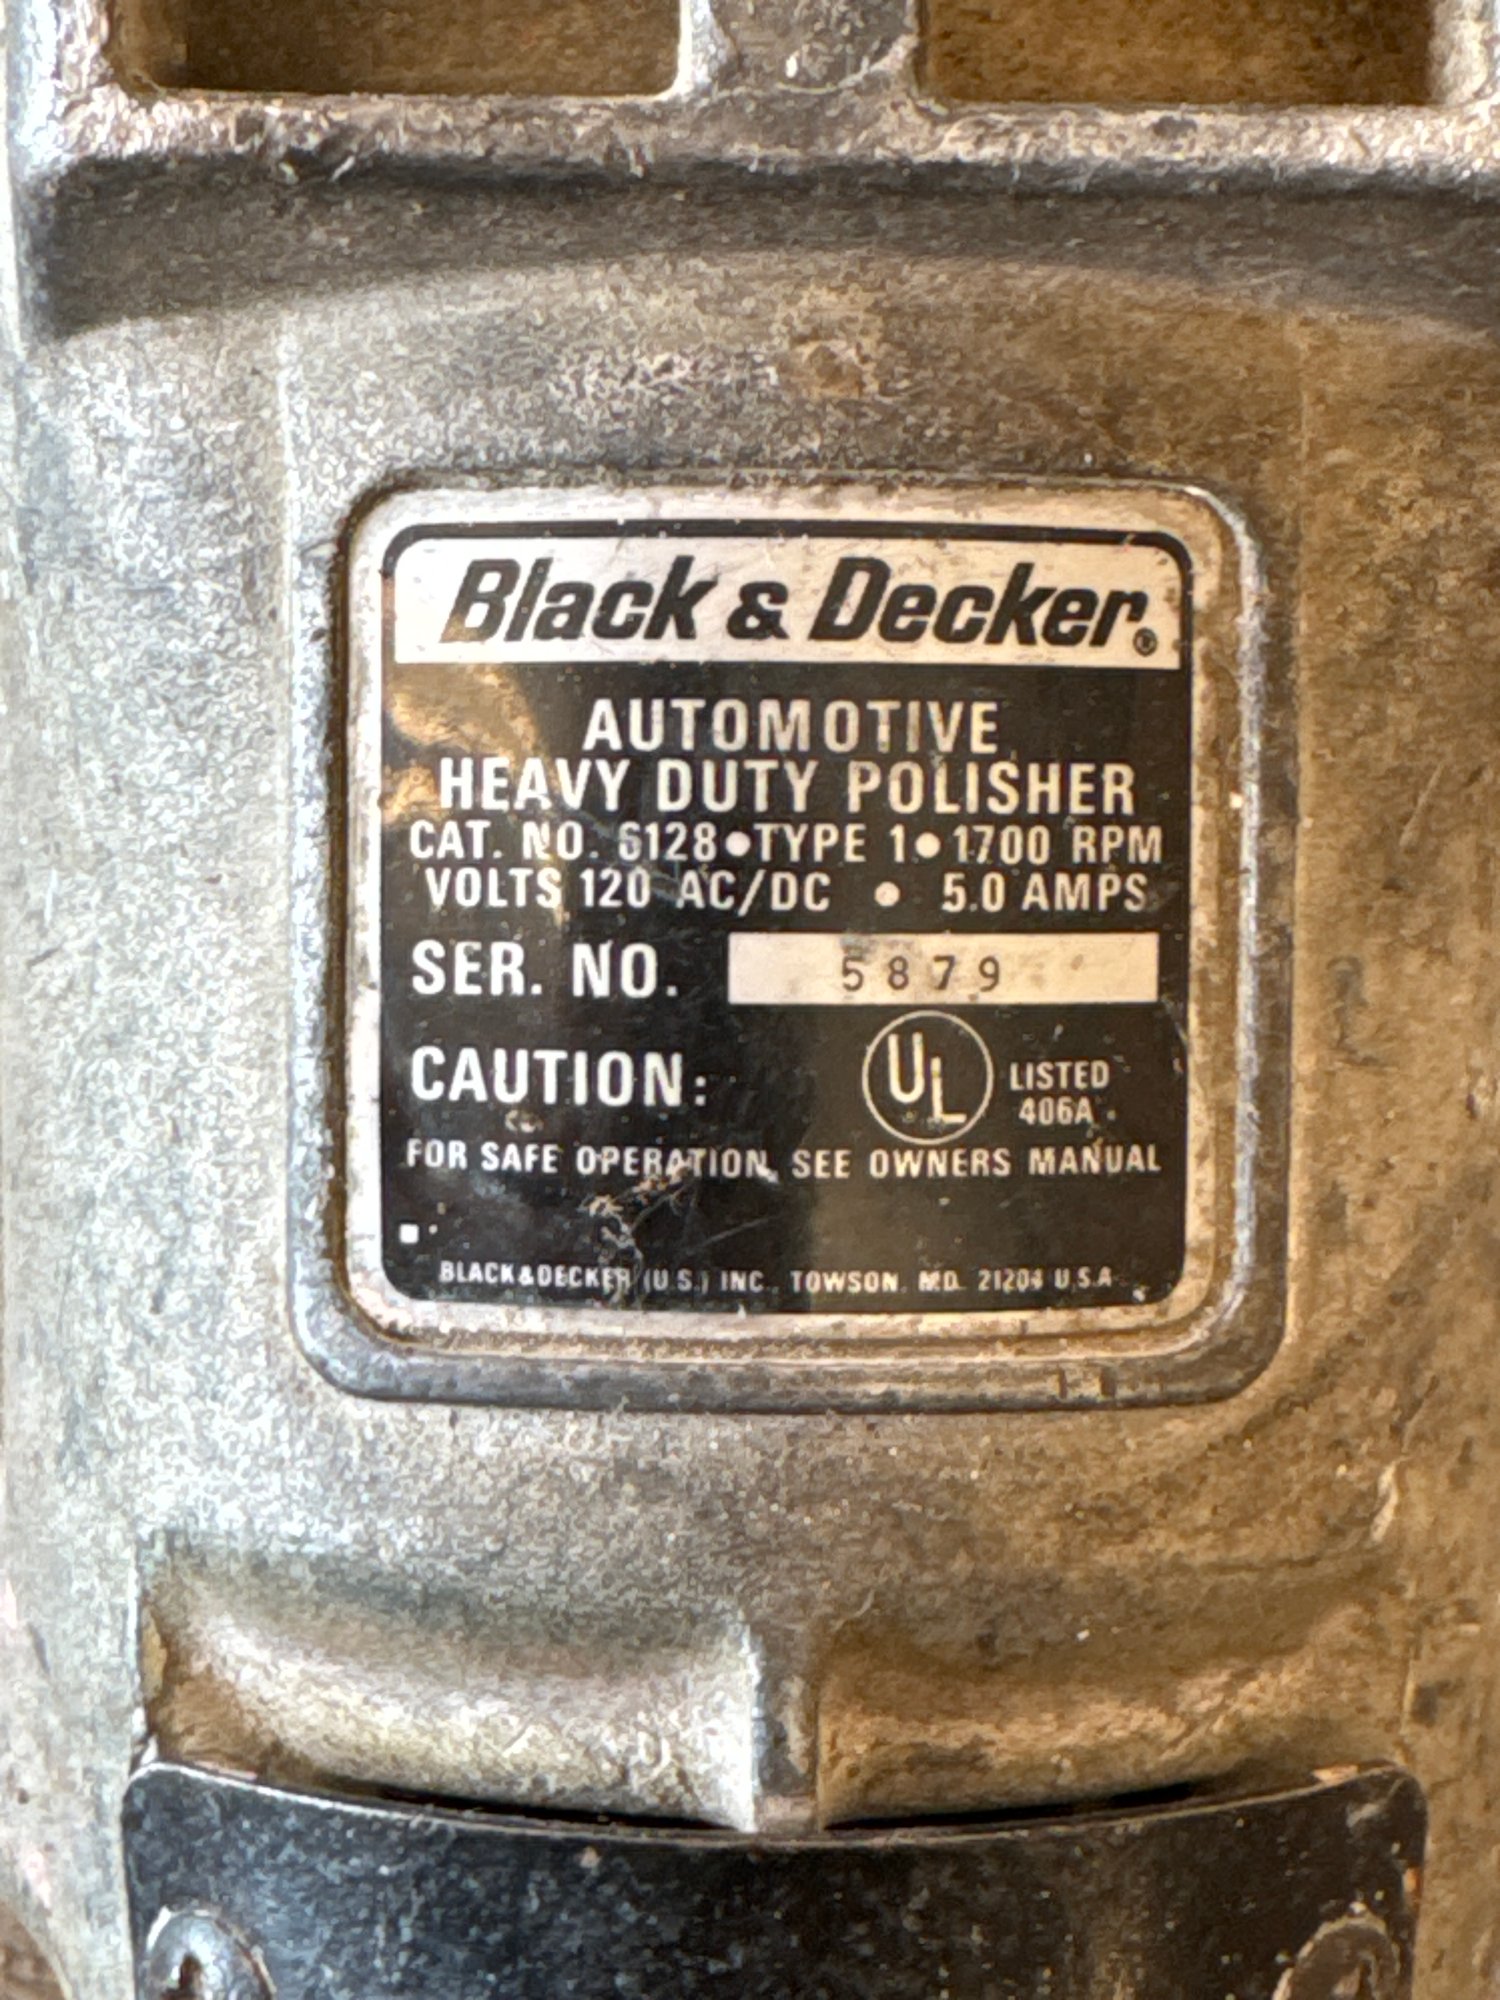 Black & Decker®
AUTOMOTIVE
HEAVY DUTY POLISHER
CAT. NO. 6128 • TYPE 1 • 1700 RPM
VOLTS 120 AC/DC • 5.0 AMPS
SER. NO. 5879
CAUTION: UL LISTED
406A
FOR SAFE OPERATION, SEE OWNERS MANUAL
BLACK & DECKER (U.S.) INC., TOWSON, MD. 21204 U.S.A